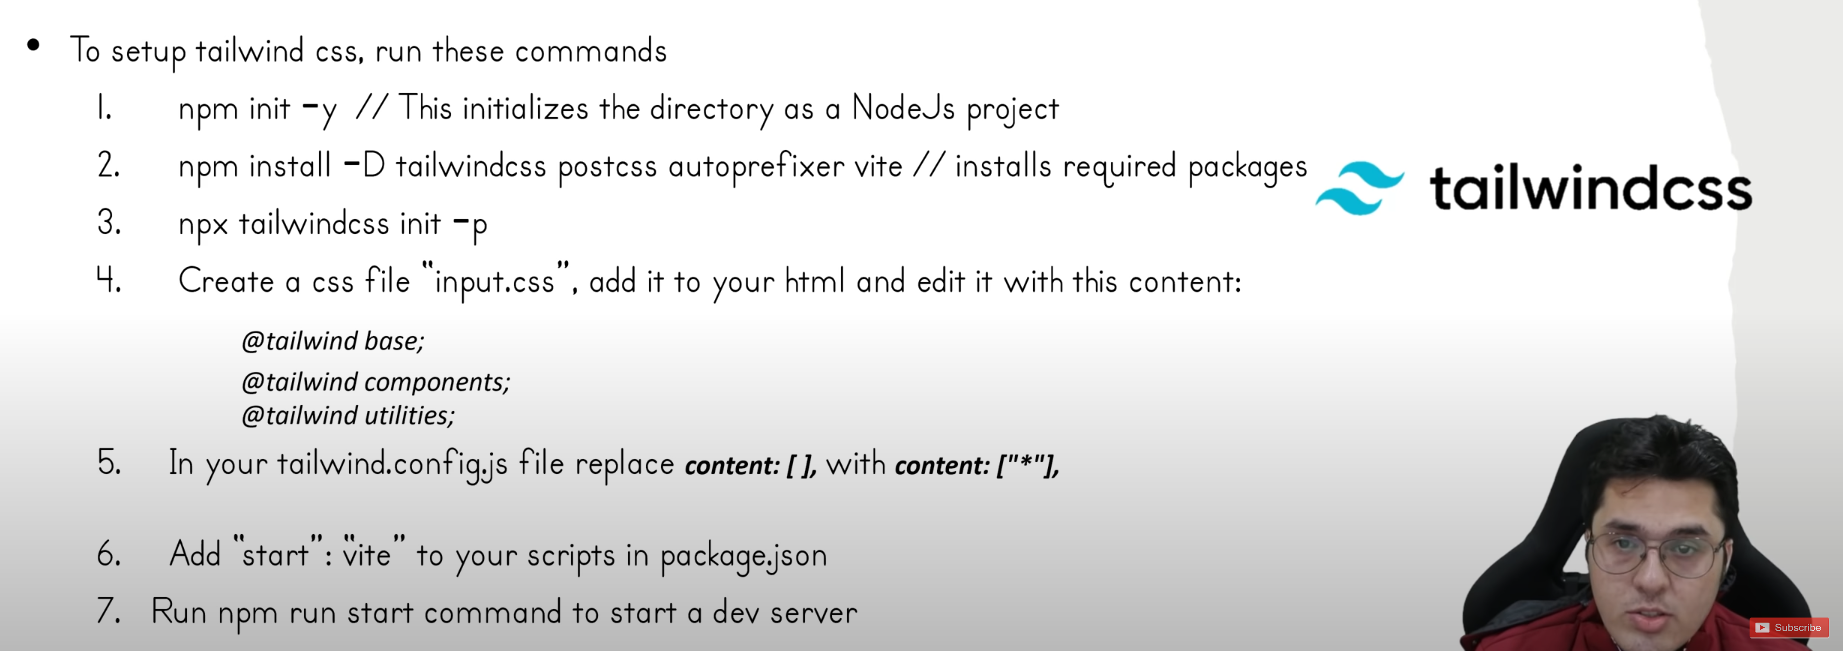 • To setup tailwind css, run these commands
1. npm init –y // This initializes the directory as a NodeJs project
2. npm install –D tailwindcss postcss autoprefixer vite // installs required packages
tailwindcss
3. npx tailwindcss init –p
4. Create a css file “input.css”, add it to your html and edit it with this content:
@tailwind base;
@tailwind components;
@tailwind utilities;
5. In your tailwind.config.js file replace content: [ ], with content: ["*"],
6. Add “start”: “vite” to your scripts in package.json
7. Run npm run start command to start a dev server
Subscribe